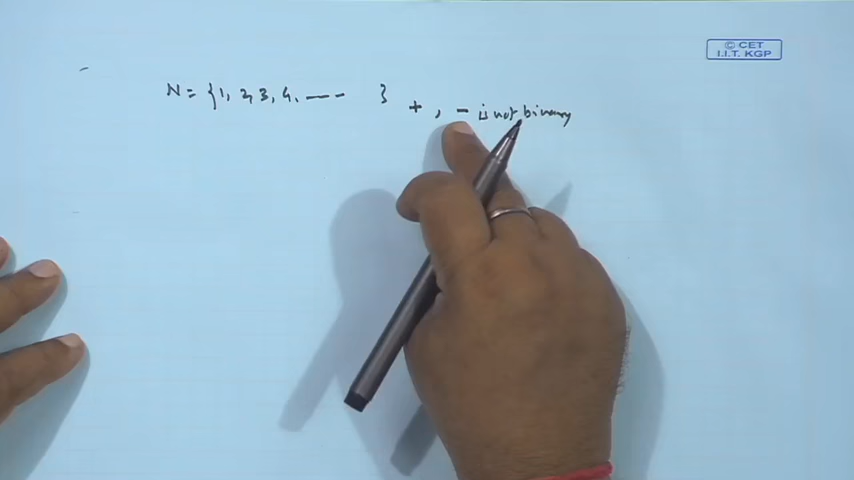 © CET
I.I.T. KGP
N = {1, 2, 3, 4, ---- } +, - is not binary